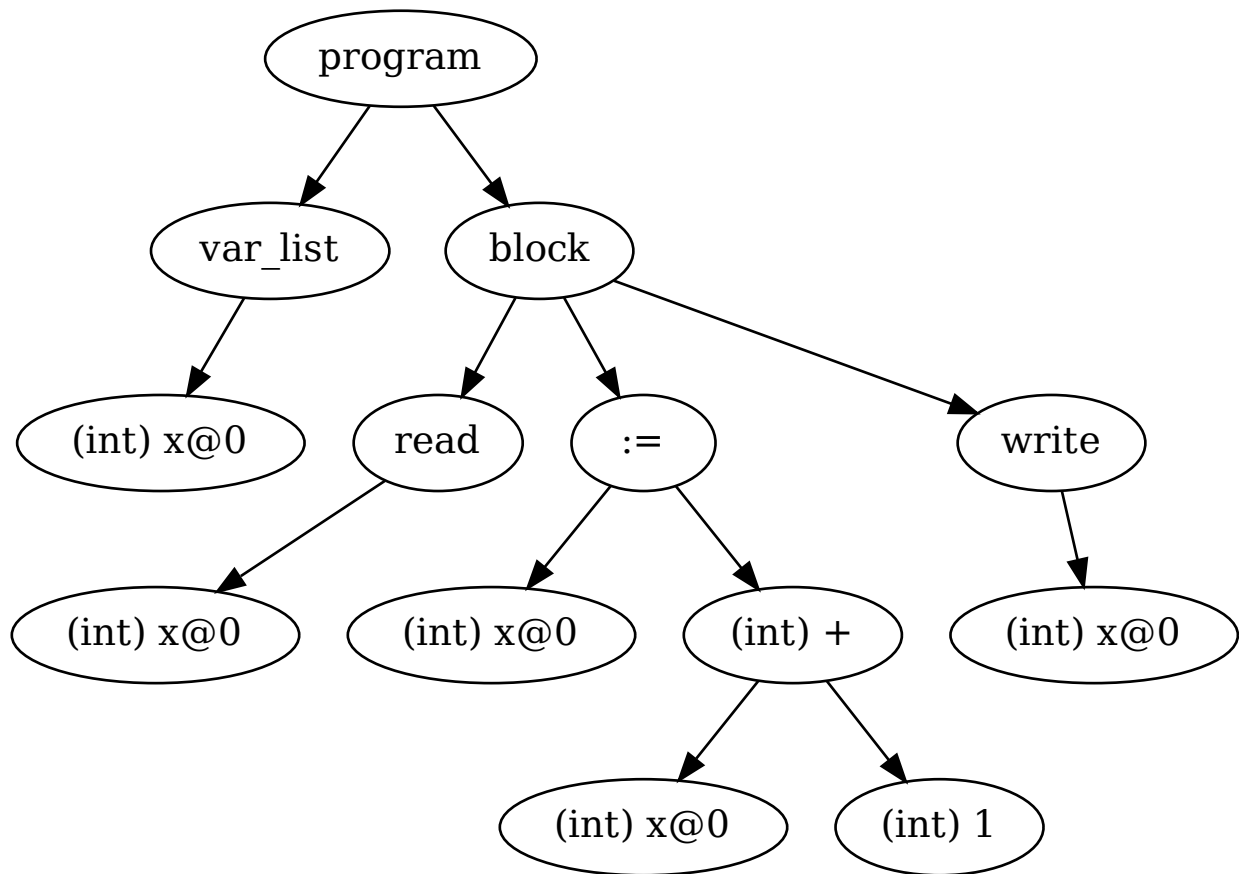 program
var_list
block
(int) x@0
read
:=
write
(int) x@0
(int) x@0
(int) +
(int) x@0
(int) x@0
(int) 1